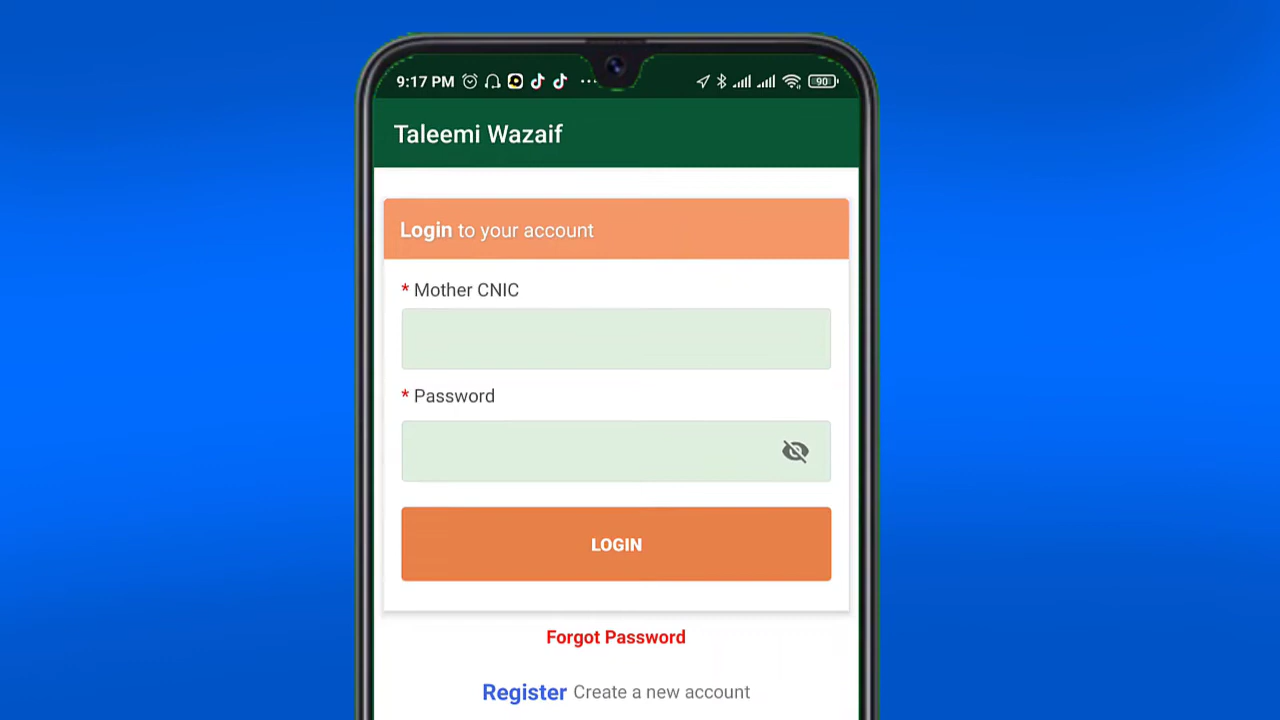 9:17 PM ... 90
Taleemi Wazaif
Login to your account
* Mother CNIC
* Password
LOGIN
Forgot Password
Register Create a new account